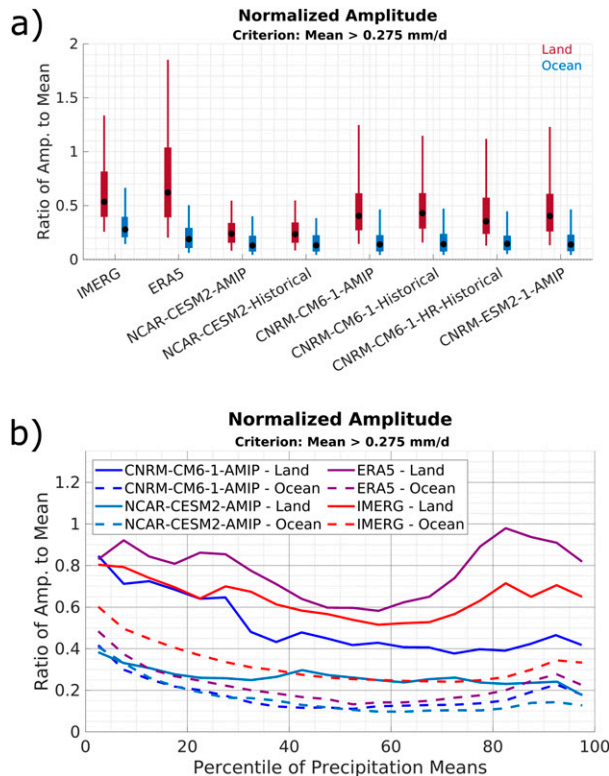 a)
Normalized Amplitude
Criterion: Mean > 0.275 mm/d
Land
Ocean
Ratio of Amp. to Mean
2
1.5
1
0.5
0
IMERG
ERA5
NCAR-CESM2-AMIP
NCAR-CESM2-Historical
CNRM-CM6-1-AMIP
CNRM-CM6-1-Historical
CNRM-CM6-1-HR-Historical
CNRM-ESM2-1-AMIP
b)
Normalized Amplitude
Criterion: Mean > 0.275 mm/d
CNRM-CM6-1-AMIP - Land
CNRM-CM6-1-AMIP - Ocean
NCAR-CESM2-AMIP - Land
NCAR-CESM2-AMIP - Ocean
ERA5 - Land
ERA5 - Ocean
IMERG - Land
IMERG - Ocean
Ratio of Amp. to Mean
1.2
1
0.8
0.6
0.4
0.2
0
0 20 40 60 80 100
Percentile of Precipitation Means